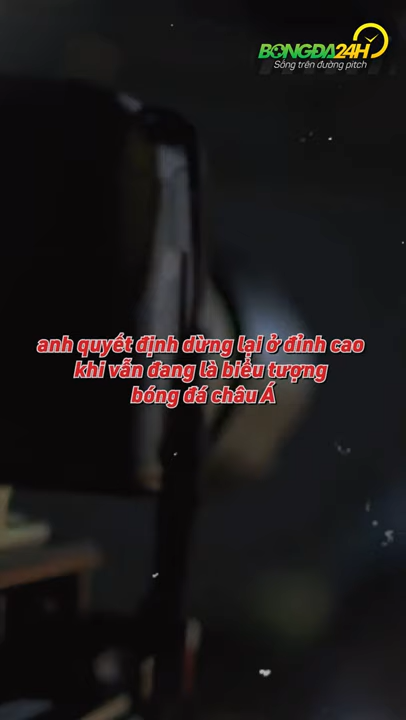 BONGDA24H
Sống trên đường pitch
anh quyết định dừng lại ở đỉnh cao
khi vẫn đang là biểu tượng
bóng đá châu Á